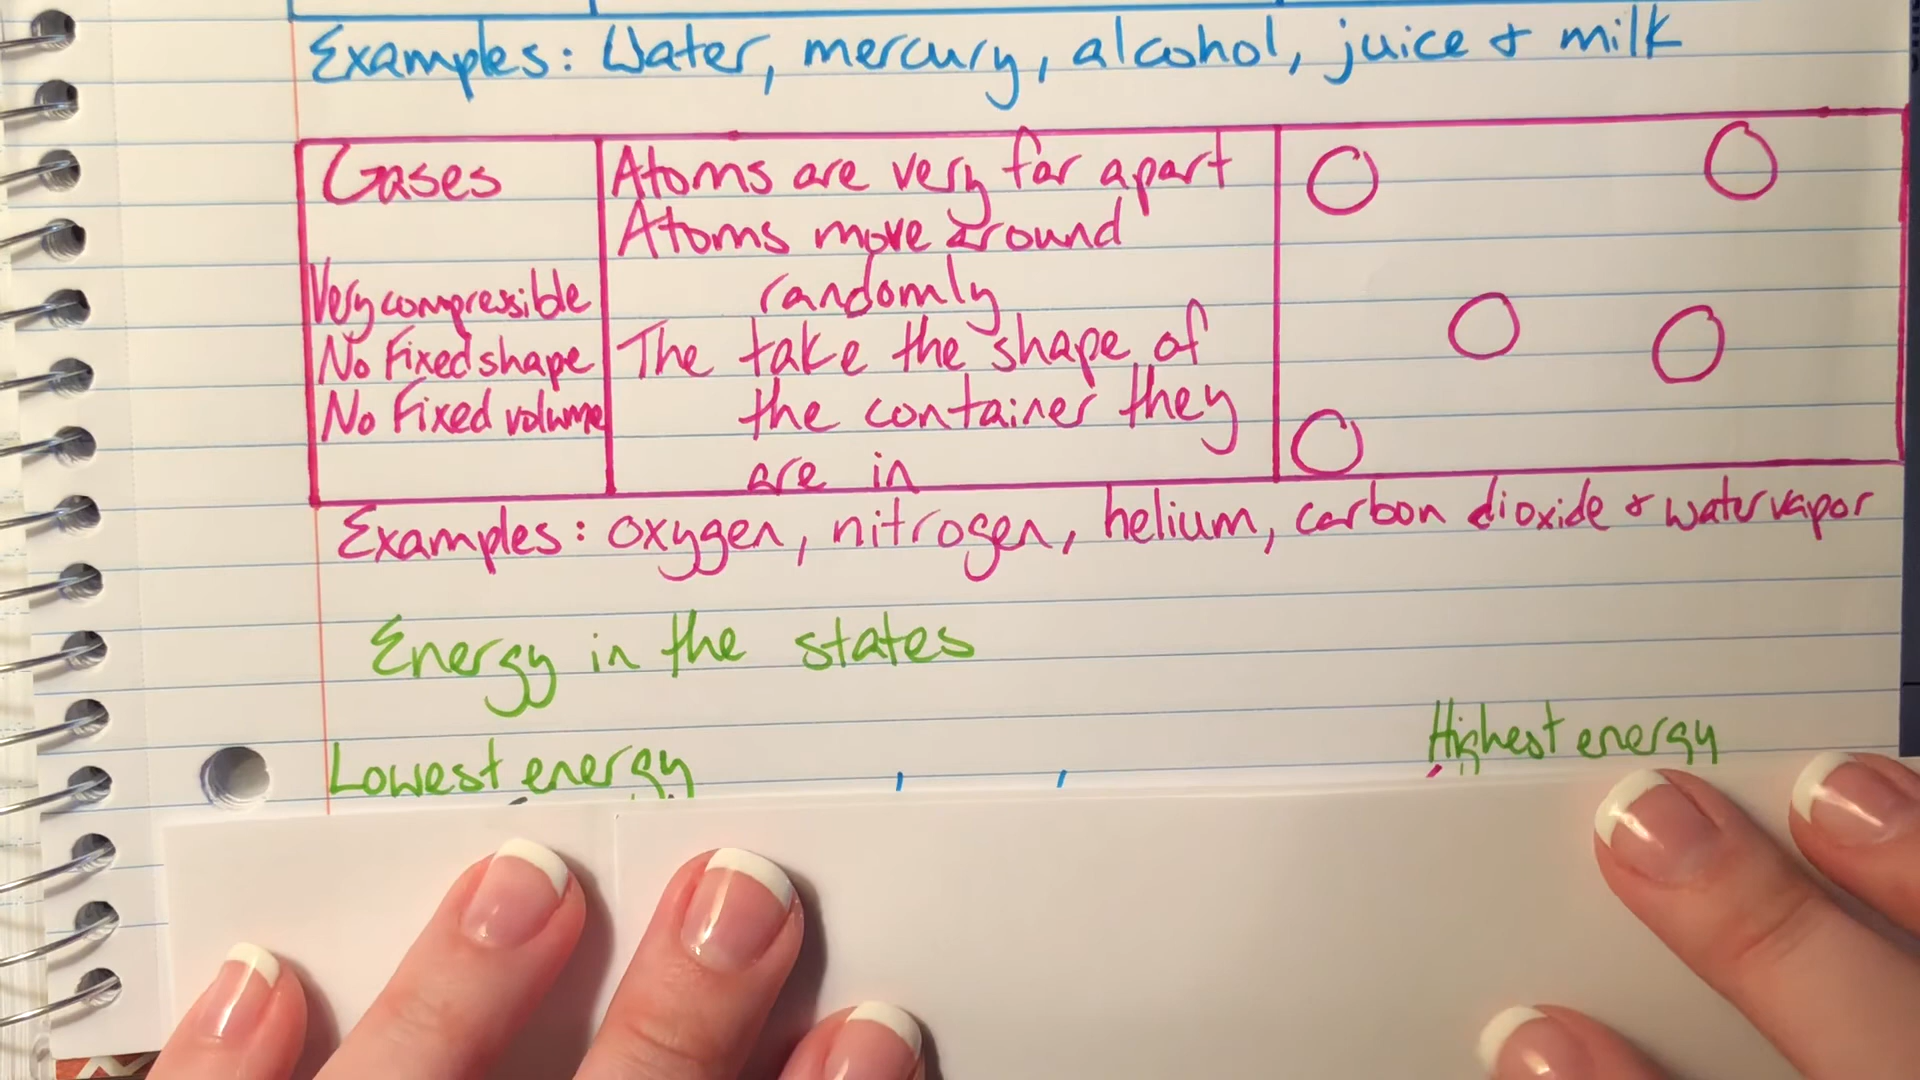 Examples: Water, mercury, alcohol, juice & milk
Gases
Very compressible
No Fixed shape
No Fixed volume
Atoms are very far apart
Atoms move around
randomly
The take the shape of
the container they
are in
Examples: oxygen, nitrogen, helium, carbon dioxide & water vapor
Energy in the states
Lowest energy
Highest energy